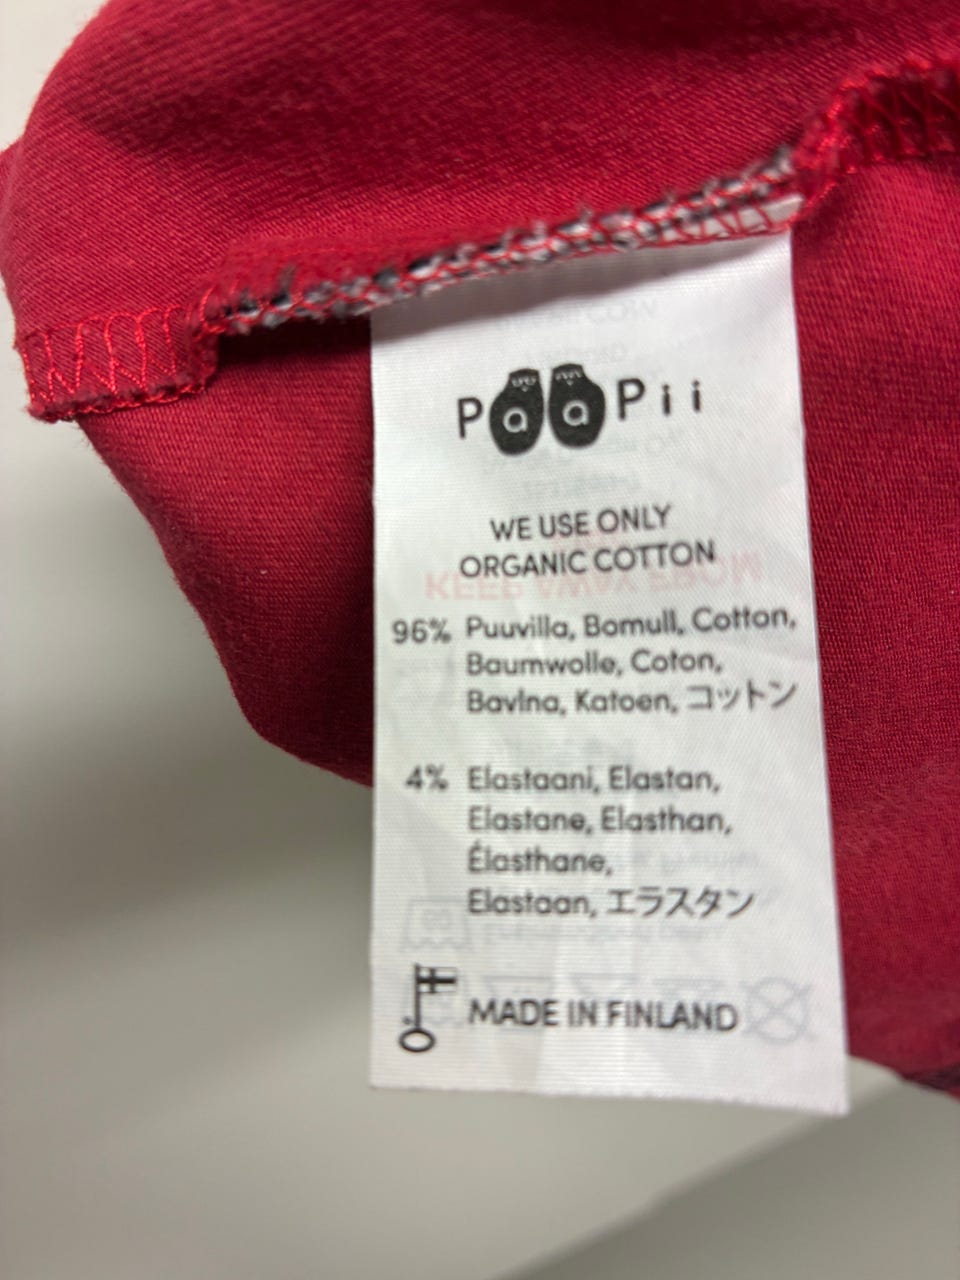 PaaPii
WE USE ONLY
ORGANIC COTTON
96% Puuvilla, Bomull, Cotton,
Baumwolle, Coton,
Bavlna, Katoen, コットン
4% Elastaani, Elastan,
Elastane, Elasthan,
Élasthane,
Elastaan, エラスタン
MADE IN FINLAND